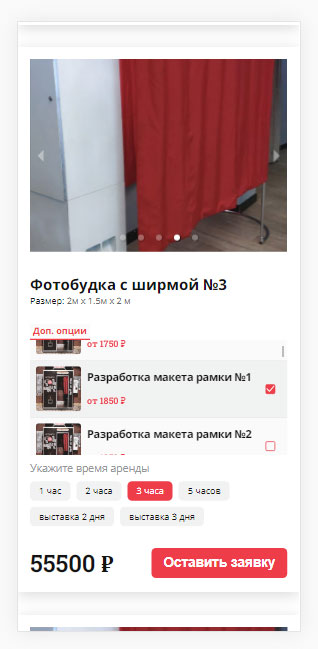 Фотобудка с ширмой №3
Размер: 2м x 1.5м x 2 м
Доп. опции
от 1750 ₽
Разработка макета рамки №1
от 1850 ₽
Разработка макета рамки №2
Укажите время аренды
1 час 2 часа 3 часа 5 часов
выставка 2 дня выставка 3 дня
55500 ₽ Оставить заявку